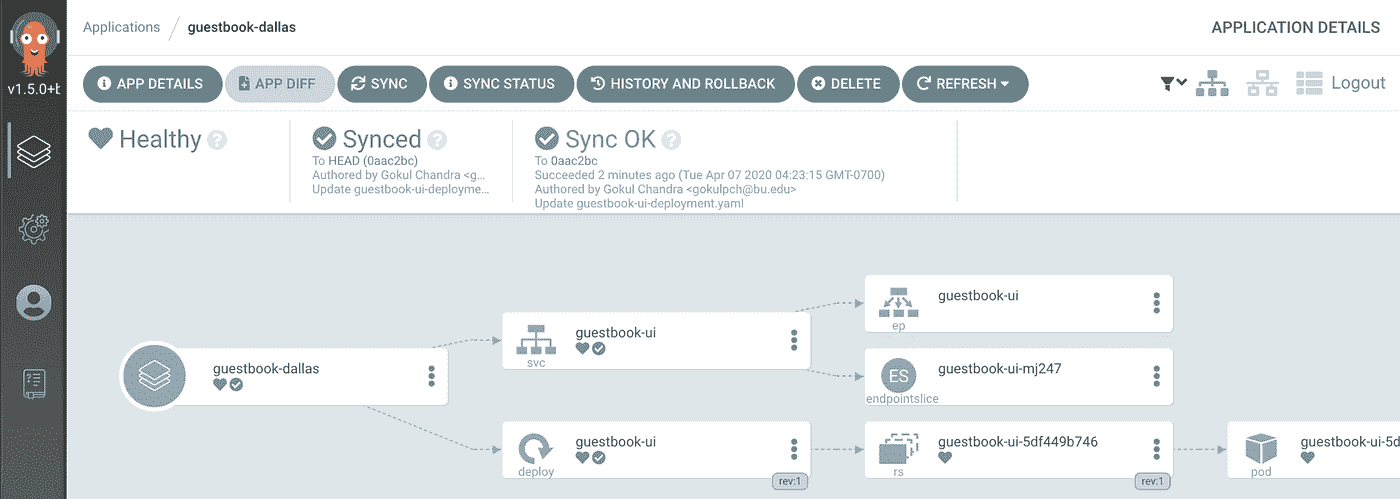 Applications / guestbook-dallas
APPLICATION DETAILS
v1.5.0+b
APP DETAILS
APP DIFF
SYNC
SYNC STATUS
HISTORY AND ROLLBACK
DELETE
REFRESH
Logout
Healthy ?
Synced ?
To HEAD (0aac2bc)
Authored by Gokul Chandra <g...
Update guestbook-ui-deployme...
Sync OK ?
To 0aac2bc
Succeeded 2 minutes ago (Tue Apr 07 2020 04:23:15 GMT-0700)
Authored by Gokul Chandra <gokulpch@bu.edu>
Update guestbook-ui-deployment.yaml
guestbook-dallas
guestbook-ui
svc
guestbook-ui
ep
ES
guestbook-ui-mj247
endpointslice
guestbook-ui
deploy
rev:1
guestbook-ui-5df449b746
rs
rev:1
guestbook-ui-5d
pod